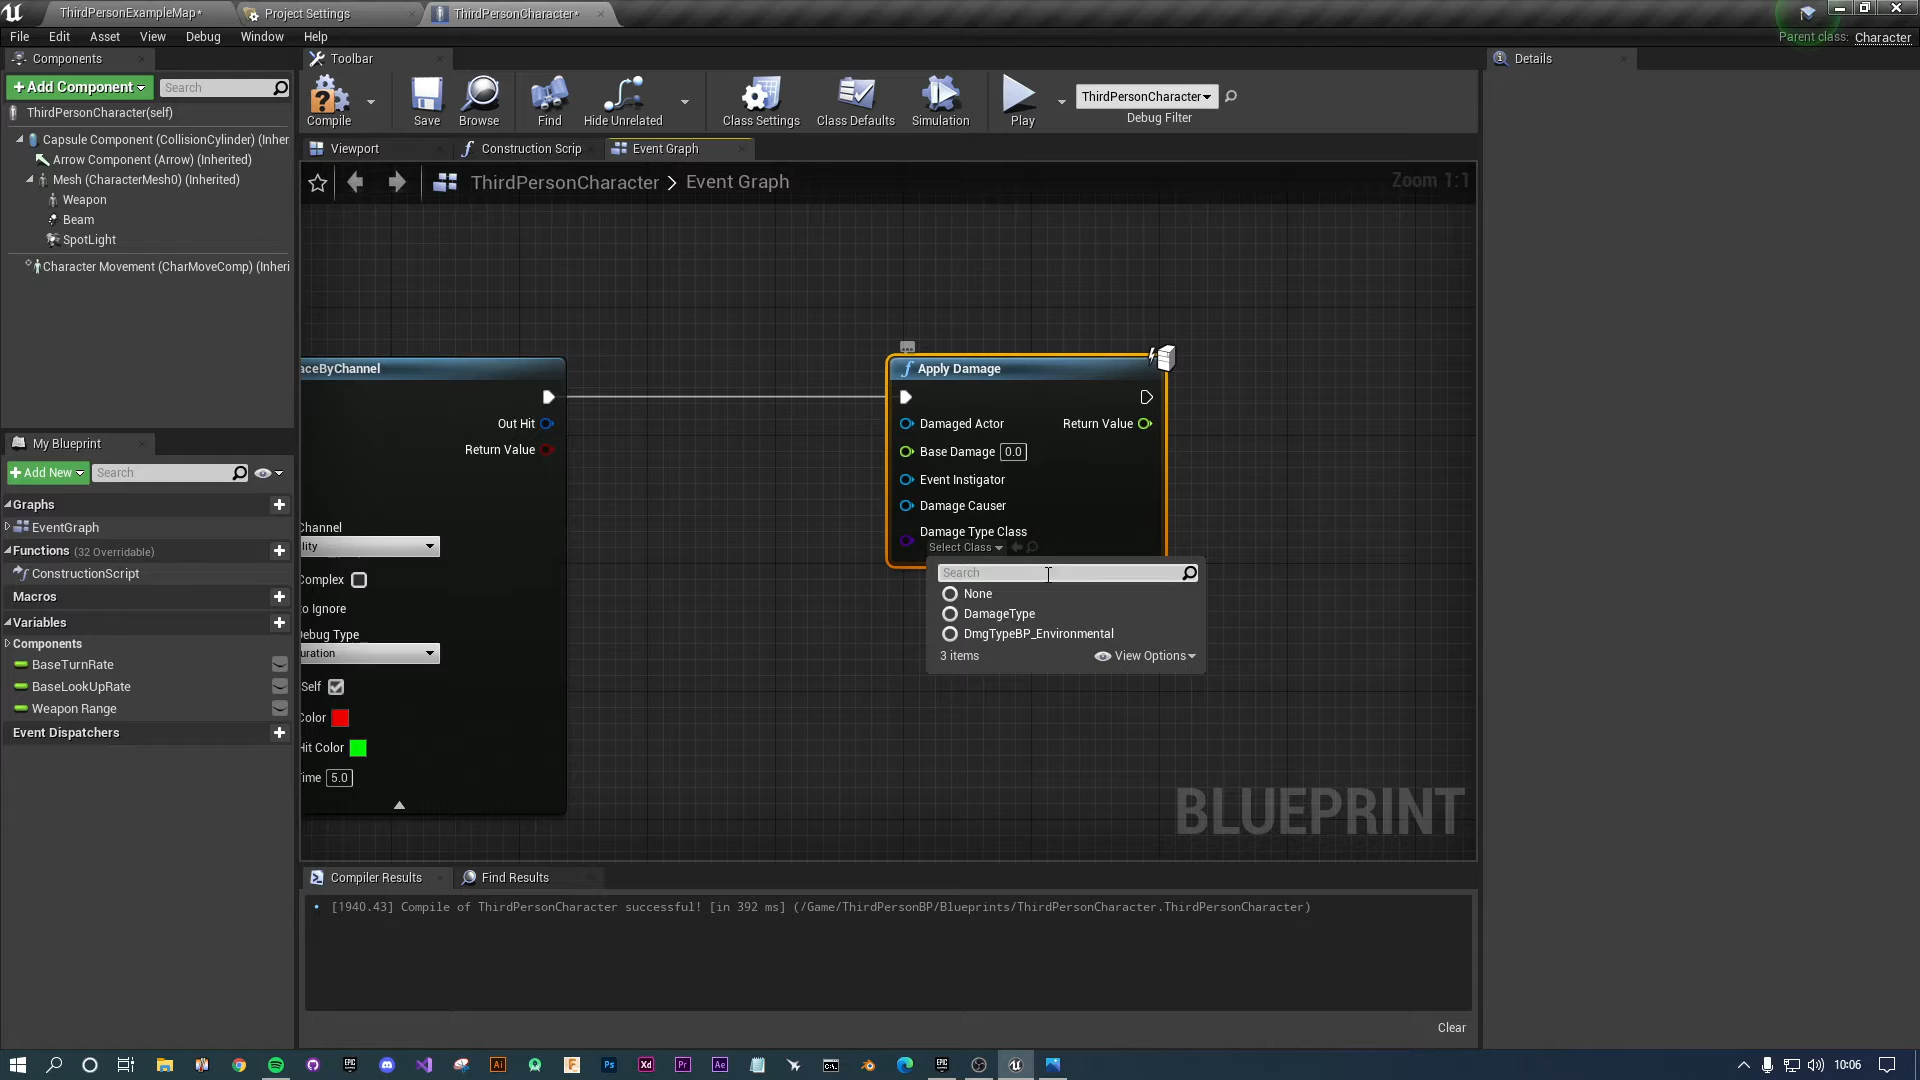 ThirdPersonExampleMap*
Project Settings
ThirdPersonCharacter*
File Edit Asset View Debug Window Help
Parent class: Character
Components
Toolbar
Details
+Add Component
Search
Compile
Save
Browse
Find
Hide Unrelated
Class Settings
Class Defaults
Simulation
Play
ThirdPersonCharacter
Debug Filter
ThirdPersonCharacter(self)
Capsule Component (CollisionCylinder) (Inher
Arrow Component (Arrow) (Inherited)
Mesh (CharacterMesh0) (Inherited)
Weapon
Beam
SpotLight
Character Movement (CharMoveComp) (Inheri
Viewport
Construction Scrip
Event Graph
ThirdPersonCharacter > Event Graph
Zoom 1:1
aceByChannel
Out Hit
Return Value
Channel
lity
Complex
to Ignore
Debug Type
uration
Self
Color
Hit Color
ime 5.0
Apply Damage
Damaged Actor
Return Value
Base Damage 0.0
Event Instigator
Damage Causer
Damage Type Class
Select Class
Search
None
DamageType
DmgTypeBP_Environmental
3 items
View Options
BLUEPRINT
My Blueprint
+Add New
Search
Graphs
EventGraph
Functions (32 Overridable)
ConstructionScript
Macros
Variables
Components
BaseTurnRate
BaseLookUpRate
Weapon Range
Event Dispatchers
Compiler Results
Find Results
[1940.43] Compile of ThirdPersonCharacter successful! [in 392 ms] (/Game/ThirdPersonBP/Blueprints/ThirdPersonCharacter.ThirdPersonCharacter)
Clear
Ai
Ps
Xd
Pr
Ae
10:06